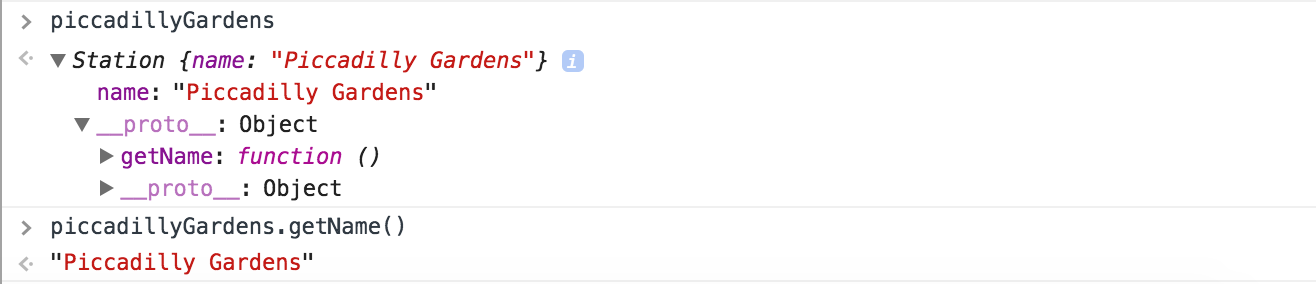 > piccadillyGardens
Station {name: "Piccadilly Gardens"} i
name: "Piccadilly Gardens"
__proto__: Object
getName: function ()
__proto__: Object
> piccadillyGardens.getName()
"Piccadilly Gardens"